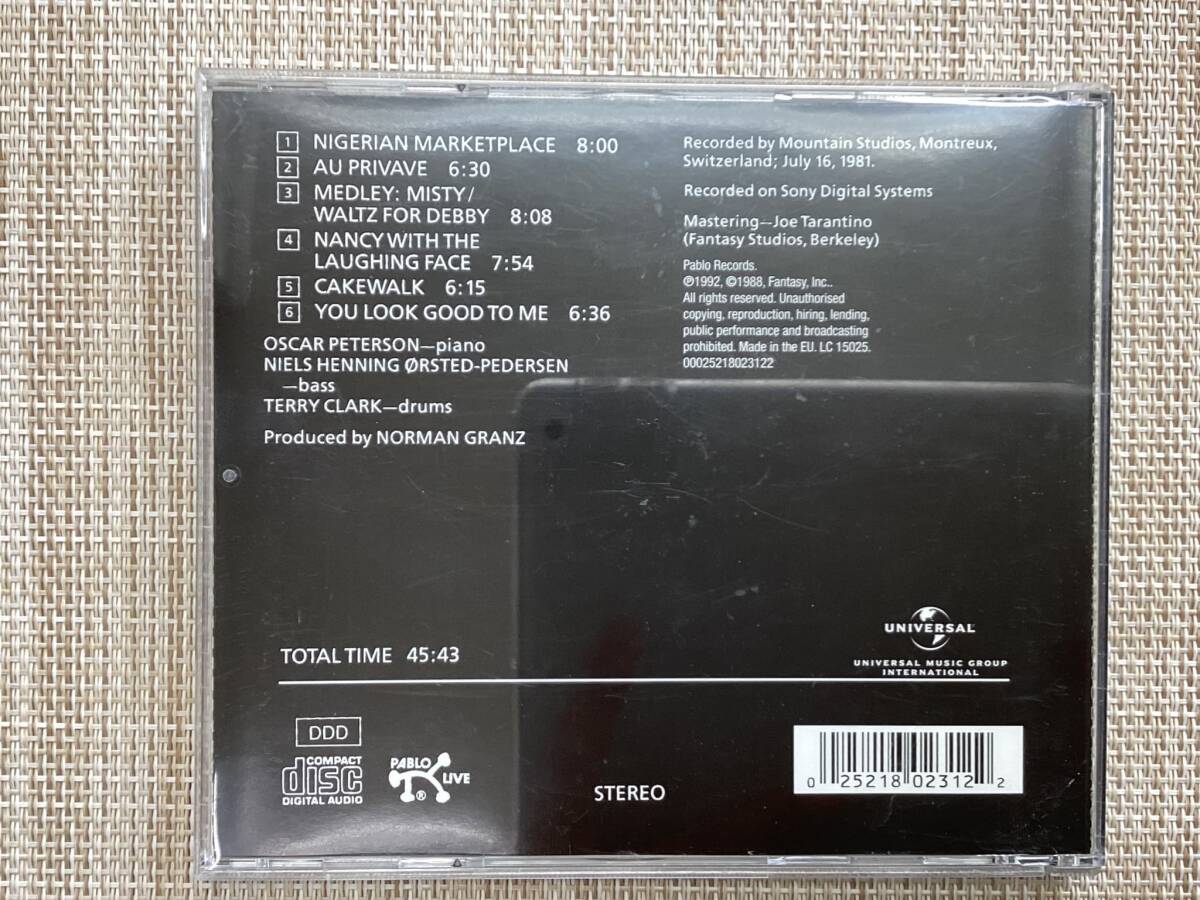 1 NIGERIAN MARKETPLACE 8:00
2 AU PRIVAVE 6:30
3 MEDLEY: MISTY/
WALTZ FOR DEBBY 8:08
4 NANCY WITH THE
LAUGHING FACE 7:54
5 CAKEWALK 6:15
6 YOU LOOK GOOD TO ME 6:36
OSCAR PETERSON—piano
NIELS HENNING ØRSTED-PEDERSEN
—bass
TERRY CLARK—drums
Produced by NORMAN GRANZ
Recorded by Mountain Studios, Montreux,
Switzerland; July 16, 1981.
Recorded on Sony Digital Systems
Mastering—Joe Tarantino
(Fantasy Studios, Berkeley)
Pablo Records.
℗1992, ©1988, Fantasy, Inc..
All rights reserved. Unauthorised
copying, reproduction, hiring, lending,
public performance and broadcasting
prohibited. Made in the EU. LC 15025.
00025218023122
UNIVERSAL
UNIVERSAL MUSIC GROUP
INTERNATIONAL
TOTAL TIME 45:43
DDD
COMPACT
disc
DIGITAL AUDIO
PABLO LIVE
®
STEREO
0 25218 02312 2